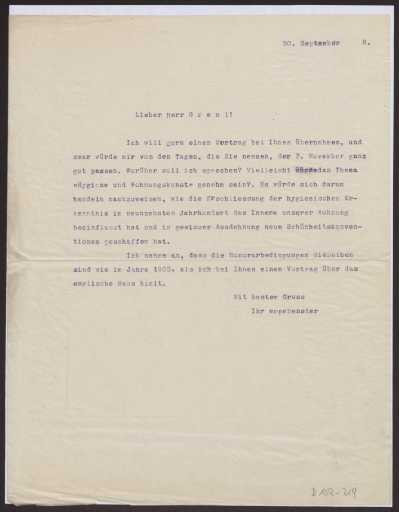 30. September 8.
Lieber Herr G r e n l!
Ich will gern einen Vortrag bei Ihnen übernehmen, und
zwar würde mir von den Tagen, die Sie nennen, der 7. November ganz
gut passen. Worüber soll ich sprechen? Vielleicht das Thema
Hygiene und Wohnungskunst genehm sein?. Es würde sich darum
handeln nachzuweisen, wie die Erschliessung der hygienischen Er-
kenntnis im neunzehnten Jahrhundert das Innere unserer Wohnung
beeinflusst hat und in gewisser Ausdehnung neue Schönheitskonven-
tionen geschaffen hat.
Ich nehme an, dass die Honorarbedingungen dieselben
sind wie im Jahre 1905, als ich bei Ihnen einen Vortrag über das
englische Haus hielt.
Mit bestem Gruss
Ihr ergebenster
D 102-219